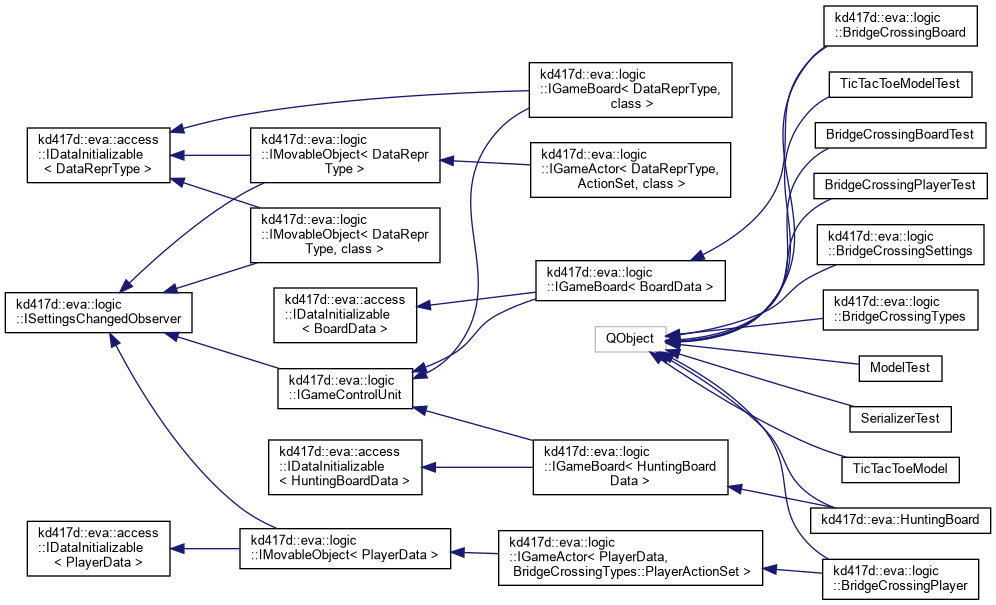 kd417d::eva::access
::IDataInitializable
< DataReprType >
kd417d::eva::logic
::ISettingsChangedObserver
kd417d::eva::access
::IDataInitializable
< PlayerData >
kd417d::eva::logic
::IMovableObject< DataRepr
Type >
kd417d::eva::logic
::IMovableObject< DataRepr
Type, class >
kd417d::eva::access
::IDataInitializable
< BoardData >
kd417d::eva::logic
::IGameControlUnit
kd417d::eva::access
::IDataInitializable
< HuntingBoardData >
kd417d::eva::logic
::IMovableObject< PlayerData >
kd417d::eva::logic
::IGameBoard< DataReprType,
class >
kd417d::eva::logic
::IGameActor< DataReprType,
ActionSet, class >
kd417d::eva::logic
::IGameBoard< BoardData >
QObject
kd417d::eva::logic
::IGameBoard< HuntingBoard
Data >
kd417d::eva::logic
::IGameActor< PlayerData,
BridgeCrossingTypes::PlayerActionSet >
kd417d::eva::logic
::BridgeCrossingBoard
TicTacToeModelTest
BridgeCrossingBoardTest
BridgeCrossingPlayerTest
kd417d::eva::logic
::BridgeCrossingSettings
kd417d::eva::logic
::BridgeCrossingTypes
ModelTest
SerializerTest
TicTacToeModel
kd417d::eva::HuntingBoard
kd417d::eva::logic
::BridgeCrossingPlayer